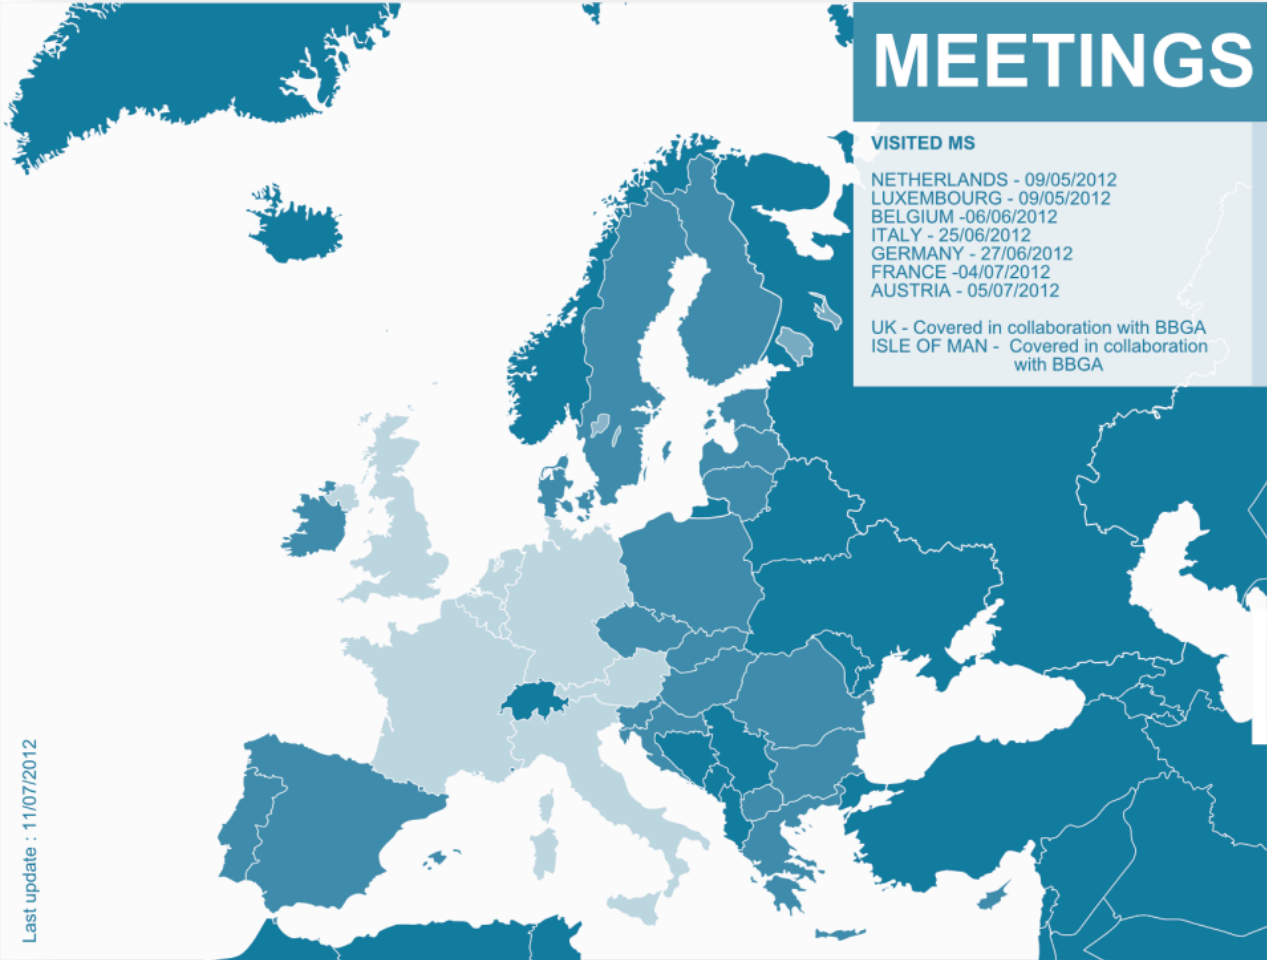 MEETINGS
VISITED MS
NETHERLANDS - 09/05/2012
LUXEMBOURG - 09/05/2012
BELGIUM -06/06/2012
ITALY - 25/06/2012
GERMANY - 27/06/2012
FRANCE -04/07/2012
AUSTRIA - 05/07/2012
UK - Covered in collaboration with BBGA
ISLE OF MAN - Covered in collaboration
with BBGA
Last update : 11/07/2012